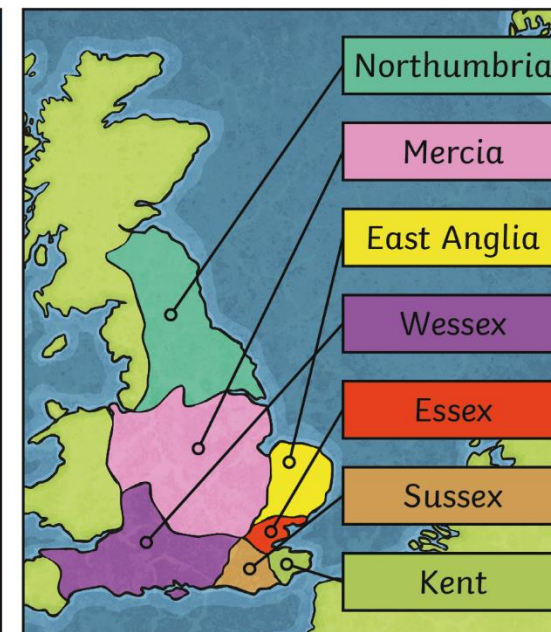 Northumbria
Mercia
East Anglia
Wessex
Essex
Sussex
Kent